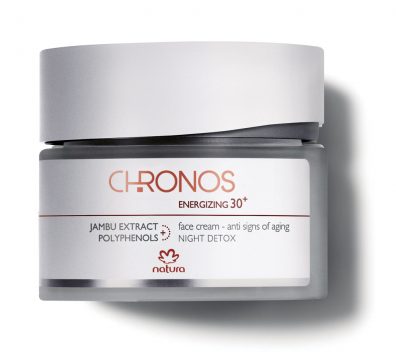 CHRONOS
ENERGIZING 30+
JAMBU EXTRACT
POLYPHENOLS
face cream - anti signs of aging
NIGHT DETOX
natura